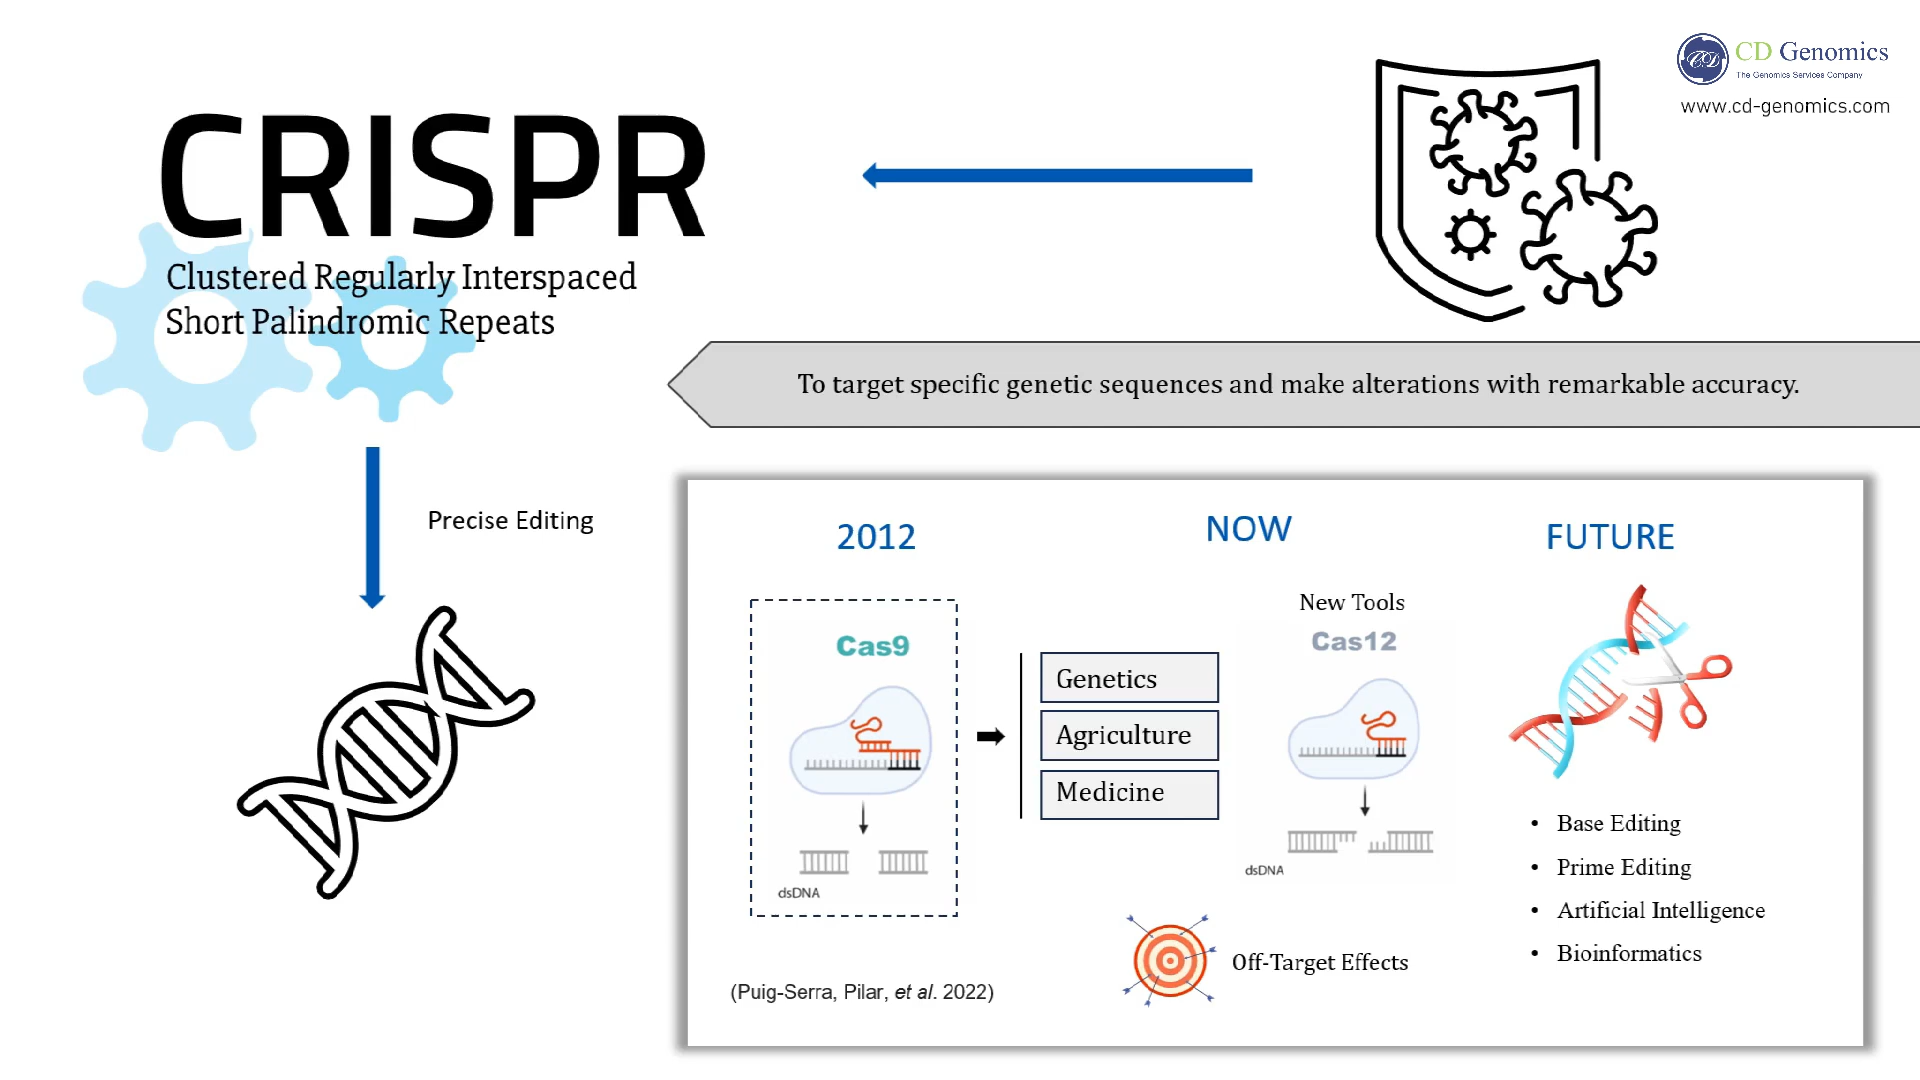 CD Genomics
The Genomics Services Company
www.cd-genomics.com
CRISPR
Clustered Regularly Interspaced
Short Palindromic Repeats
To target specific genetic sequences and make alterations with remarkable accuracy.
Precise Editing
2012
Cas9
dsDNA
(Puig-Serra, Pilar, et al. 2022)
NOW
Genetics
Agriculture
Medicine
New Tools
Cas12
dsDNA
Off-Target Effects
FUTURE
• Base Editing
• Prime Editing
• Artificial Intelligence
• Bioinformatics